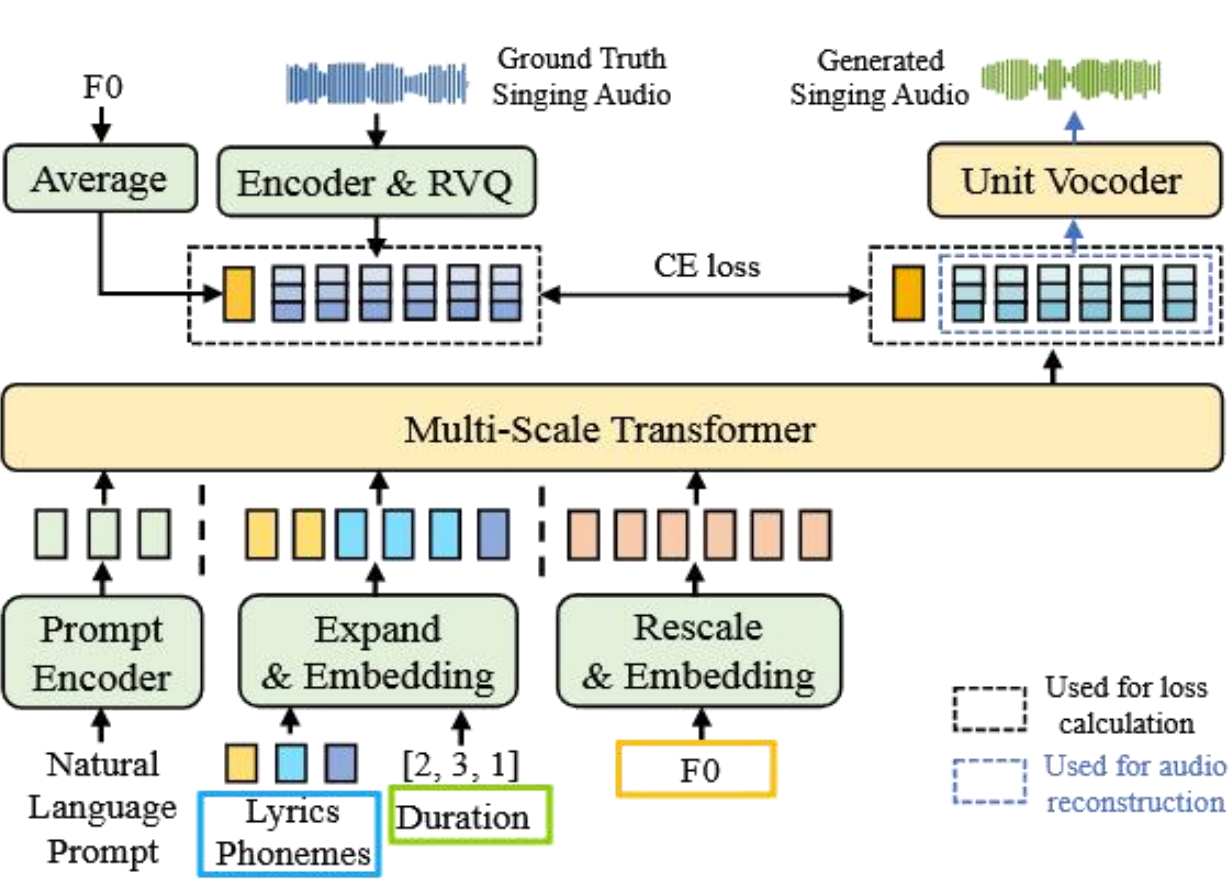 Ground Truth
Singing Audio
Generated
Singing Audio
F0
Average
Encoder & RVQ
Unit Vocoder
CE loss
Multi-Scale Transformer
Prompt
Encoder
Expand
& Embedding
Rescale
& Embedding
Natural
Language
Prompt
Lyrics
Phonemes
[2, 3, 1]
Duration
F0
Used for loss
calculation
Used for audio
reconstruction